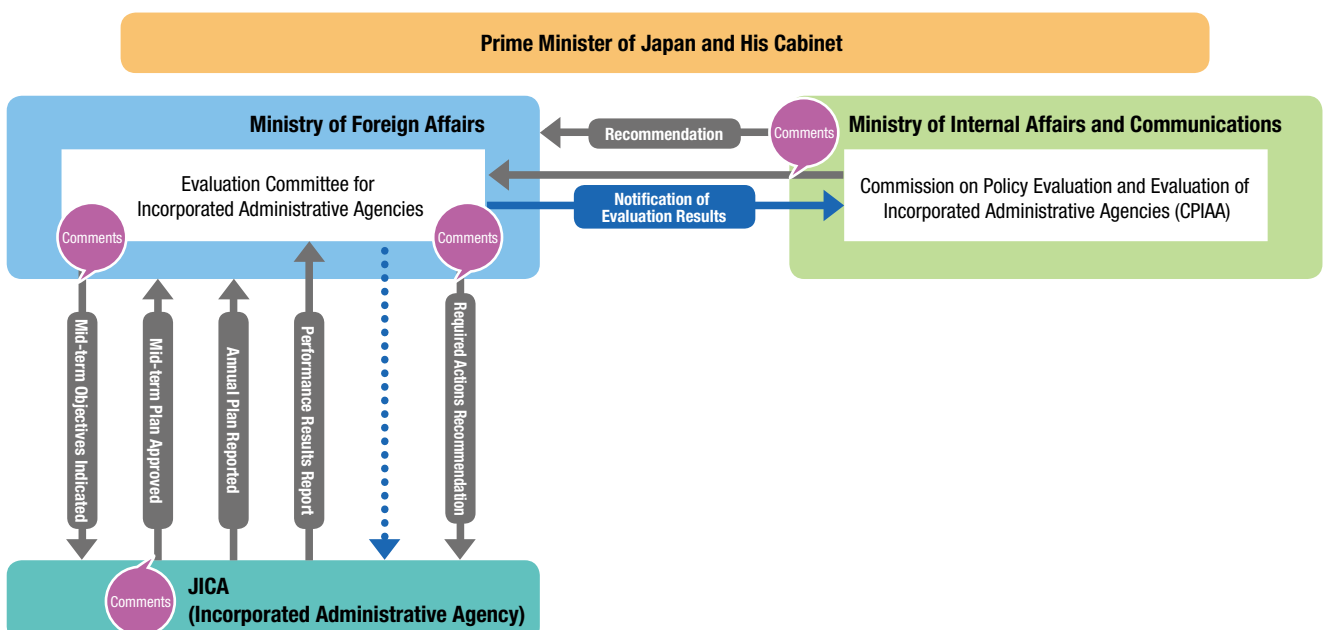 Prime Minister of Japan and His Cabinet
Ministry of Foreign Affairs
Recommendation
Comments
Ministry of Internal Affairs and Communications
Evaluation Committee for
Incorporated Administrative Agencies
Notification of
Evaluation Results
Commission on Policy Evaluation and Evaluation of
Incorporated Administrative Agencies (CPIAA)
Comments
Comments
Mid-term Objectives Indicated
Mid-term Plan Approved
Annual Plan Reported
Performance Results Report
Required Actions Recommendation
Comments
JICA
(Incorporated Administrative Agency)